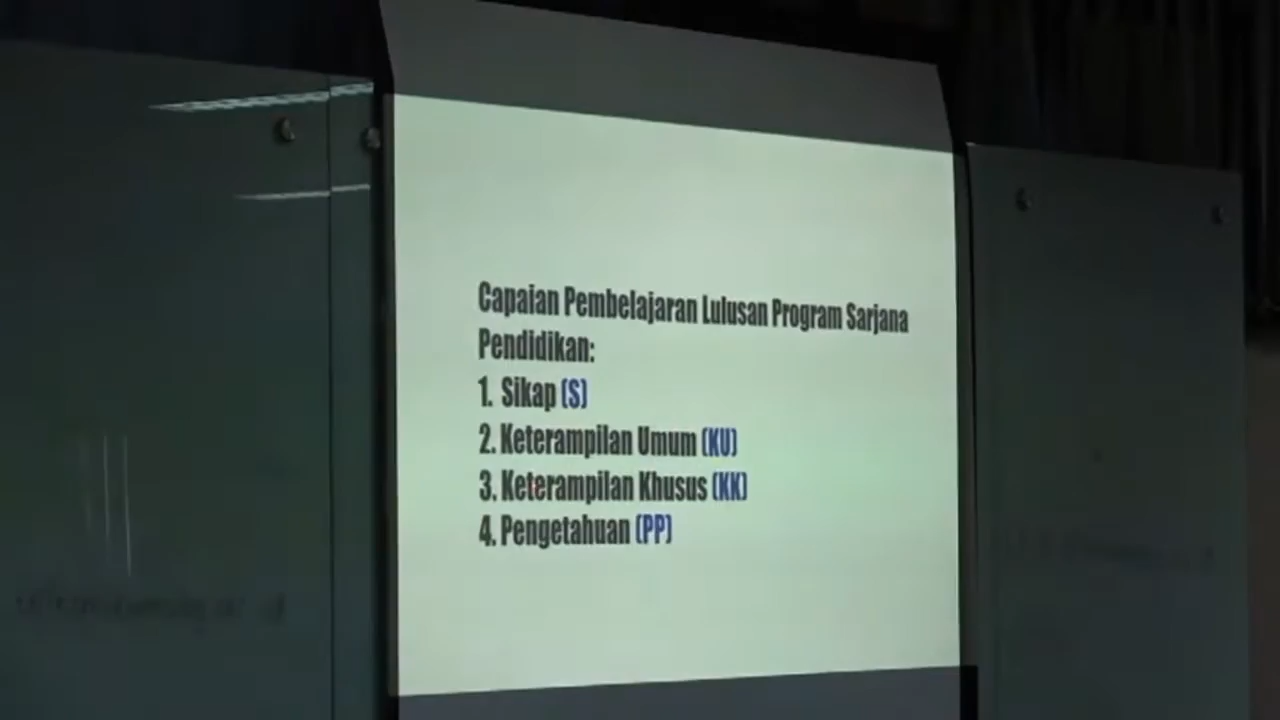 Capaian Pembelajaran Lulusan Program Sarjana
Pendidikan:
1. Sikap (S)
2. Keterampilan Umum (KU)
3. Keterampilan Khusus (KK)
4. Pengetahuan (PP)